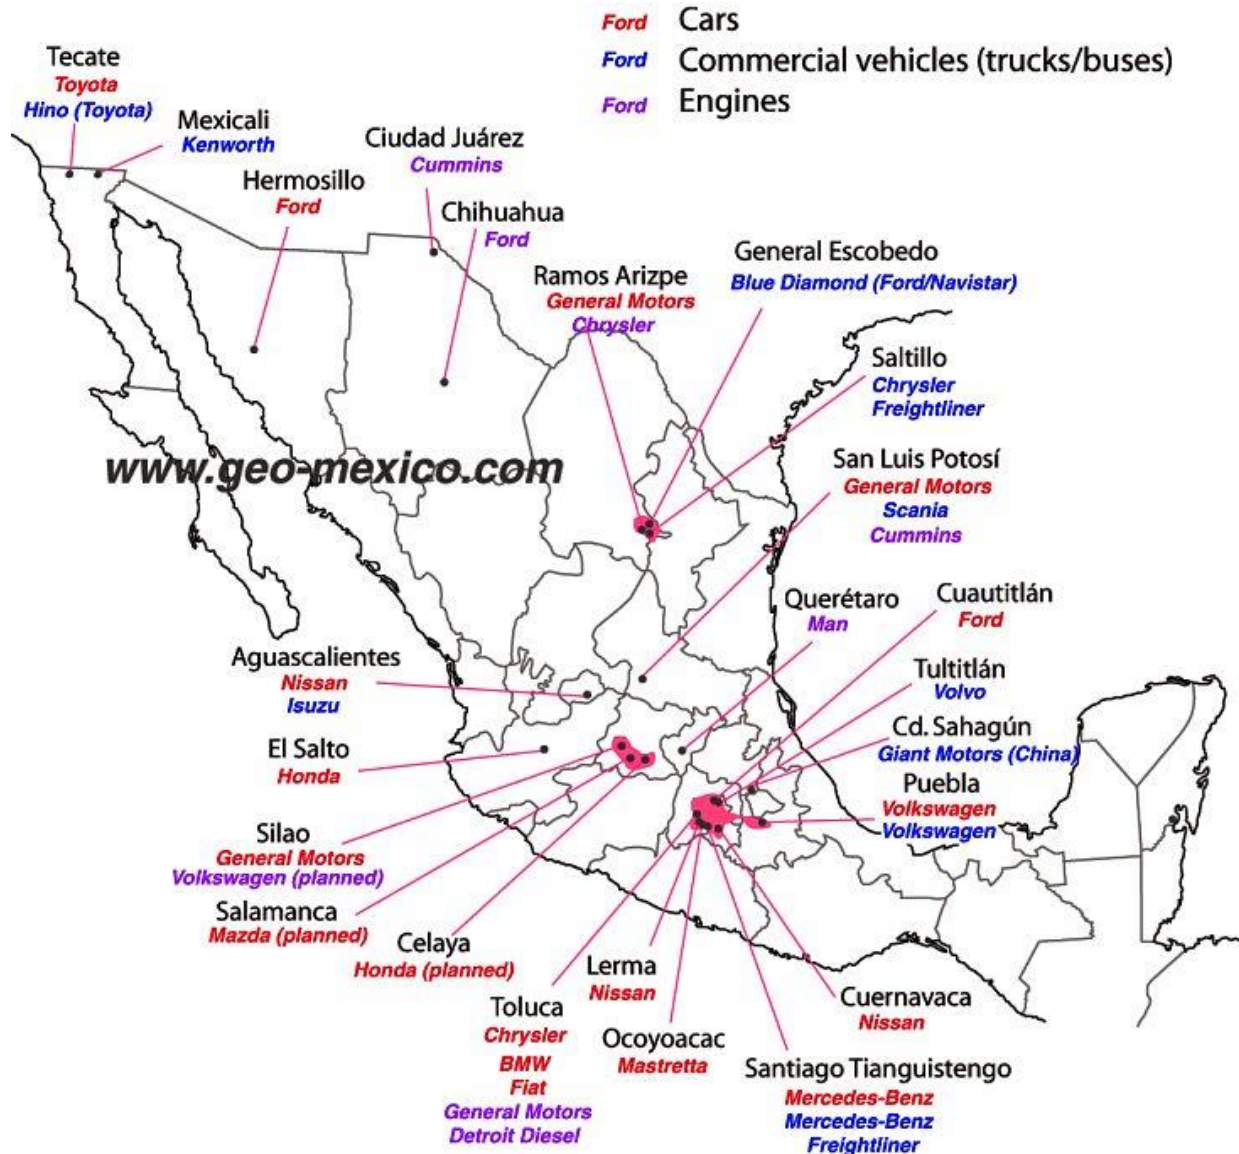 Ford Cars
Ford Commercial vehicles (trucks/buses)
Ford Engines
Tecate
Toyota
Hino (Toyota)
Mexicali
Kenworth
Ciudad Juárez
Cummins
Hermosillo
Ford
Chihuahua
Ford
Ramos Arizpe
General Motors
Chrysler
General Escobedo
Blue Diamond (Ford/Navistar)
Saltillo
Chrysler
Freightliner
www.geo-mexico.com
San Luis Potosí
General Motors
Scania
Cummins
Querétaro
Man
Cuautitlán
Ford
Aguascalientes
Nissan
Isuzu
Tultitlán
Volvo
Cd. Sahagún
Giant Motors (China)
El Salto
Honda
Puebla
Volkswagen
Volkswagen
Silao
General Motors
Volkswagen (planned)
Salamanca
Mazda (planned)
Celaya
Honda (planned)
Lerma
Nissan
Toluca
Chrysler
BMW
Fiat
General Motors
Detroit Diesel
Ocoyoacac
Mastretta
Cuernavaca
Nissan
Santiago Tianguistengo
Mercedes-Benz
Mercedes-Benz
Freightliner